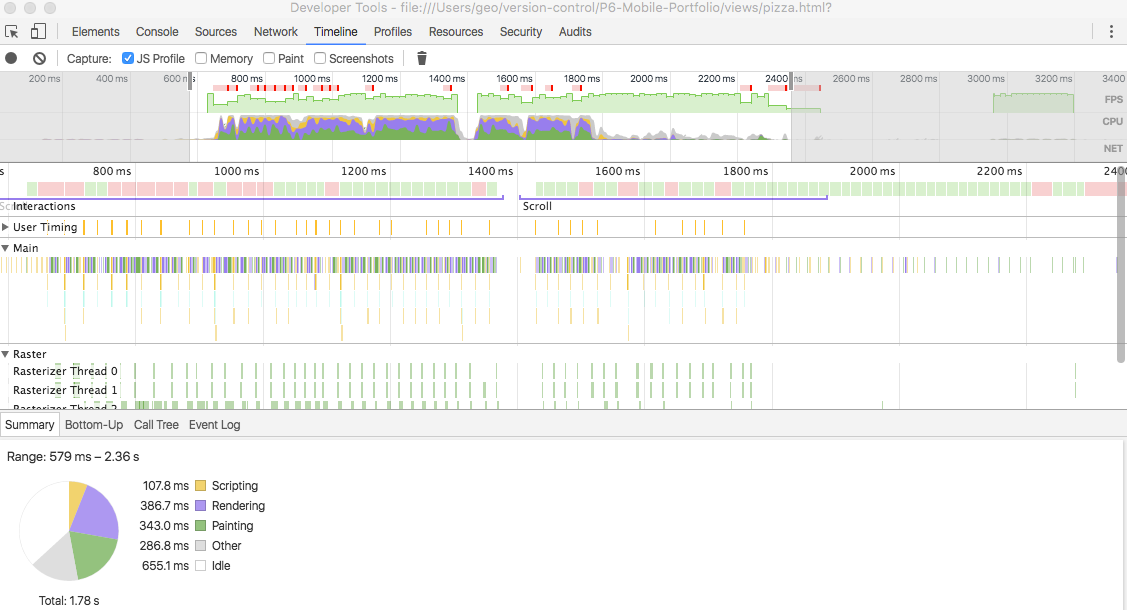 Developer Tools - file:///Users/geo/version-control/P6-Mobile-Portfolio/views/pizza.html?
Elements Console Sources Network Timeline Profiles Resources Security Audits
Capture: JS Profile Memory Paint Screenshots
200 ms 400 ms 600 ms 800 ms 1000 ms 1200 ms 1400 ms 1600 ms 1800 ms 2000 ms 2200 ms 2400 2600 ms 2800 ms 3000 ms 3200 ms 3400
FPS
CPU
NET
s 800 ms 1000 ms 1200 ms 1400 ms 1600 ms 1800 ms 2000 ms 2200 ms 2400
Interactions Scroll
User Timing
Main
Raster
Rasterizer Thread 0
Rasterizer Thread 1
Rasterizer Thread 2
Summary Bottom-Up Call Tree Event Log
Range: 579 ms – 2.36 s
107.8 ms Scripting
386.7 ms Rendering
343.0 ms Painting
286.8 ms Other
655.1 ms Idle
Total: 1.78 s